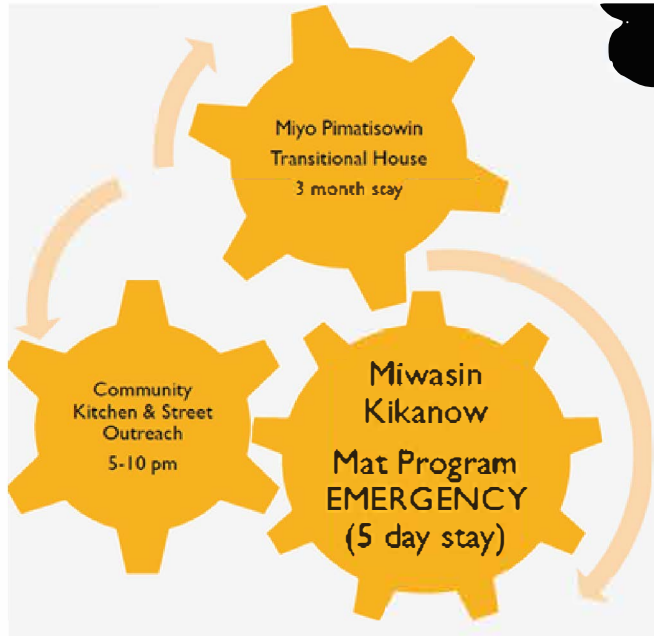 Miyo Pimatisowin
Transitional House
3 month stay
Community
Kitchen & Street
Outreach
5-10 pm
Miwasin
Kikanow
Mat Program
EMERGENCY
(5 day stay)